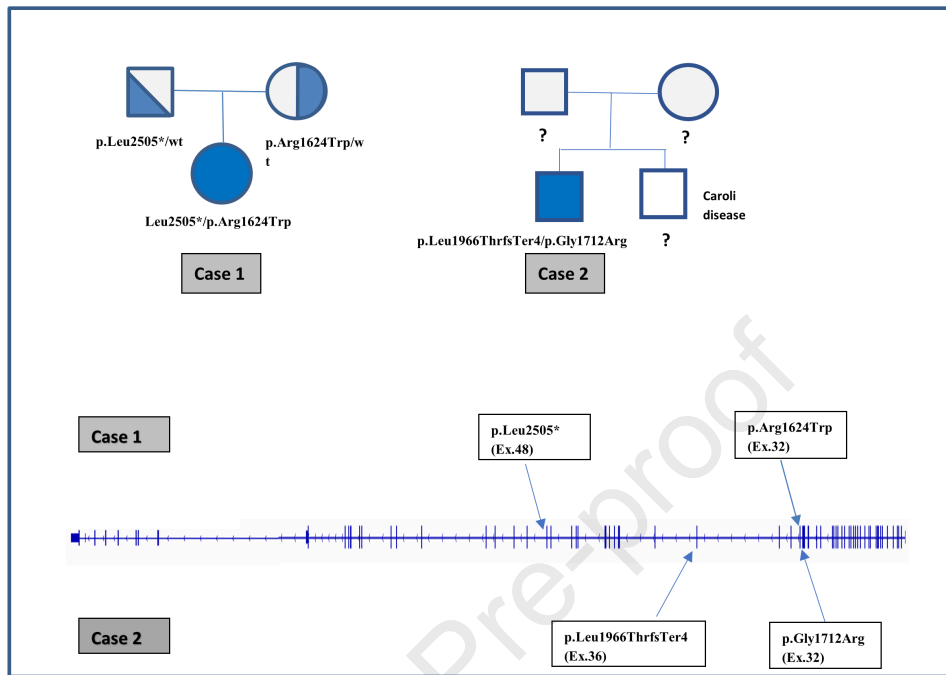 p.Leu2505*/wt
p.Arg1624Trp/w
t
Leu2505*/p.Arg1624Trp
Case 1
?
?
Caroli
disease
p.Leu1966ThrfsTer4/p.Gly1712Arg
?
Case 2
Case 1
p.Leu2505*
(Ex.48)
p.Arg1624Trp
(Ex.32)
Case 2
p.Leu1966ThrfsTer4
(Ex.36)
p.Gly1712Arg
(Ex.32)
Pre-proof